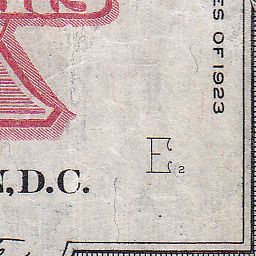 ES OF 1923
E2
N, D.C.